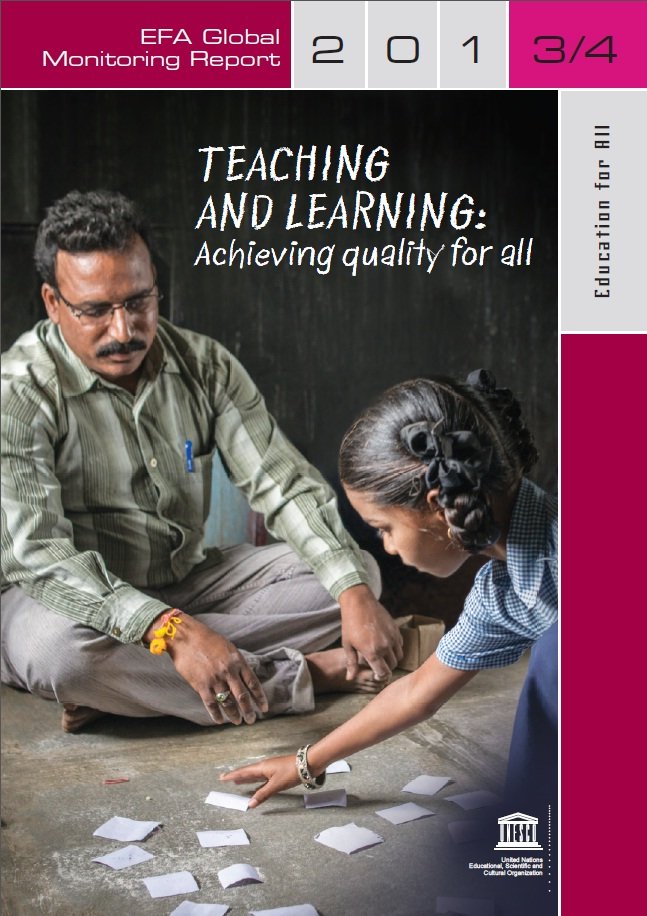 EFA Global
Monitoring Report
2 0 1 3/4
Education for All
TEACHING
AND LEARNING:
Achieving quality for all
UNESCO
United Nations
Educational, Scientific and
Cultural Organization